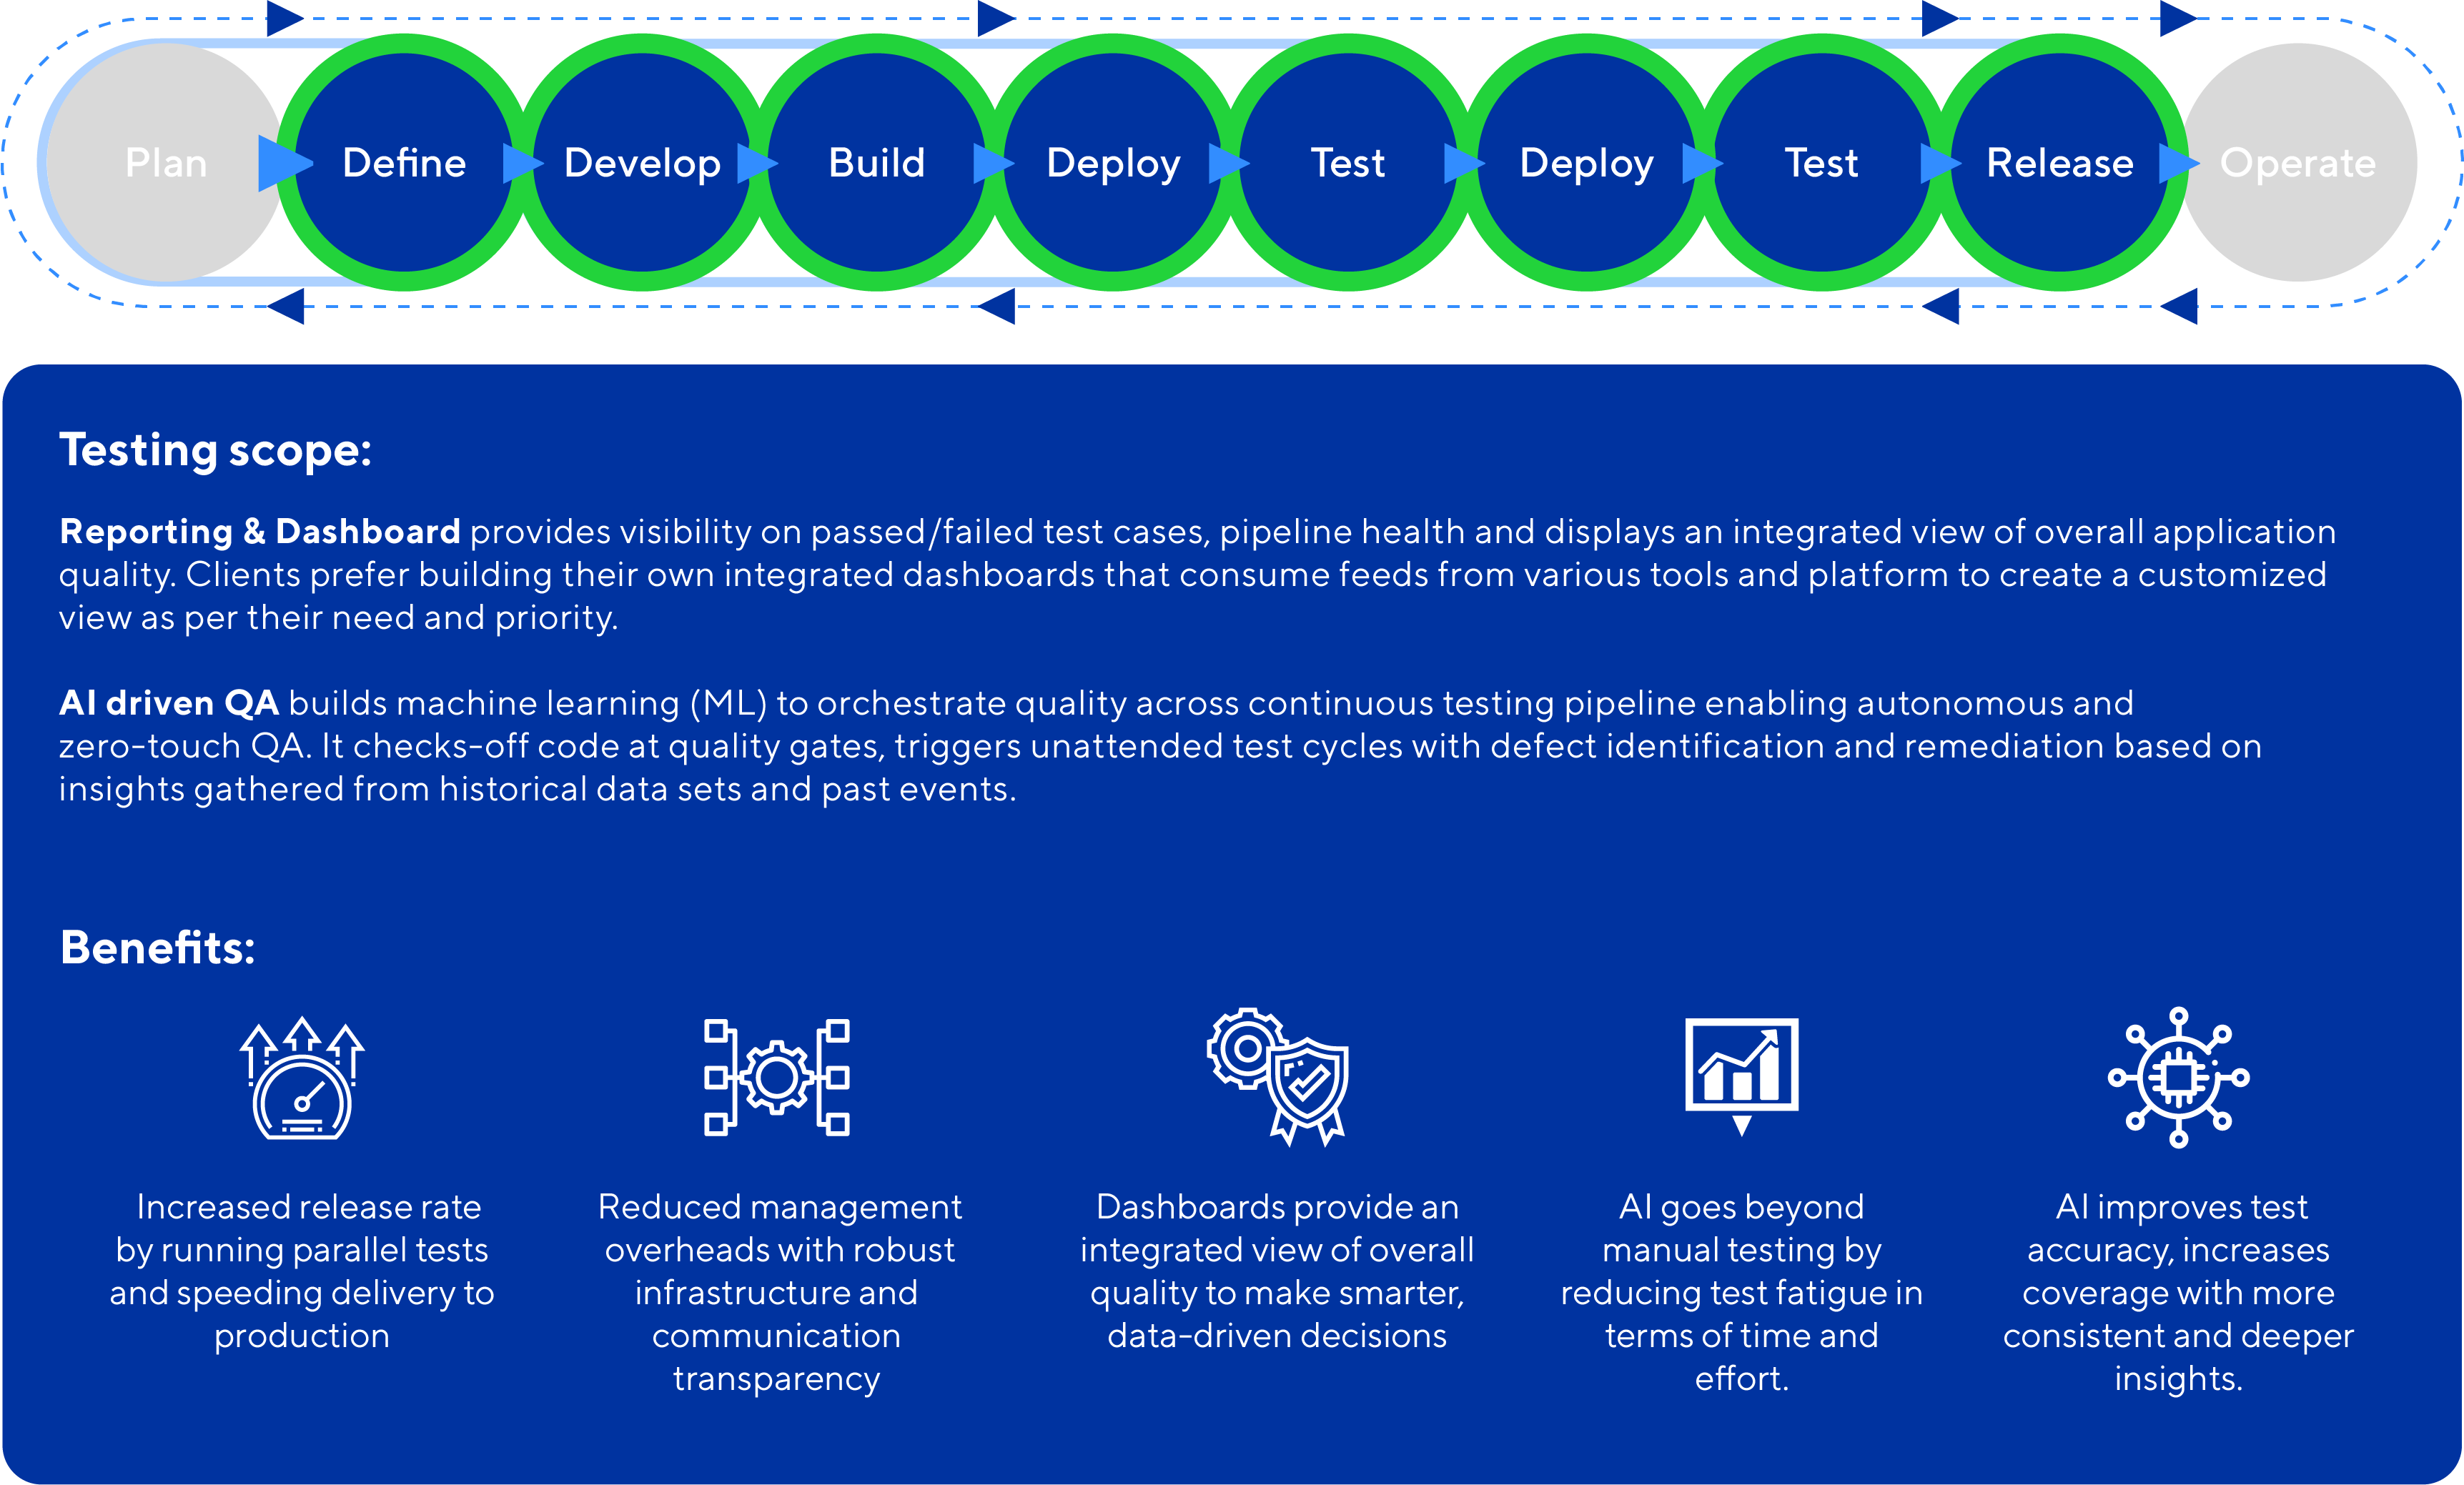 Plan
Define
Develop
Build
Deploy
Test
Deploy
Test
Release
Operate
Testing scope:
Reporting & Dashboard provides visibility on passed/failed test cases, pipeline health and displays an integrated view of overall application
quality. Clients prefer building their own integrated dashboards that consume feeds from various tools and platform to create a customized
view as per their need and priority.
AI driven QA builds machine learning (ML) to orchestrate quality across continuous testing pipeline enabling autonomous and
zero-touch QA. It checks-off code at quality gates, triggers unattended test cycles with defect identification and remediation based on
insights gathered from historical data sets and past events.
Benefits:
Increased release rate
by running parallel tests
and speeding delivery to
production
Reduced management
overheads with robust
infrastructure and
communication
transparency
Dashboards provide an
integrated view of overall
quality to make smarter,
data-driven decisions
AI goes beyond
manual testing by
reducing test fatigue in
terms of time and
effort.
AI improves test
accuracy, increases
coverage with more
consistent and deeper
insights.